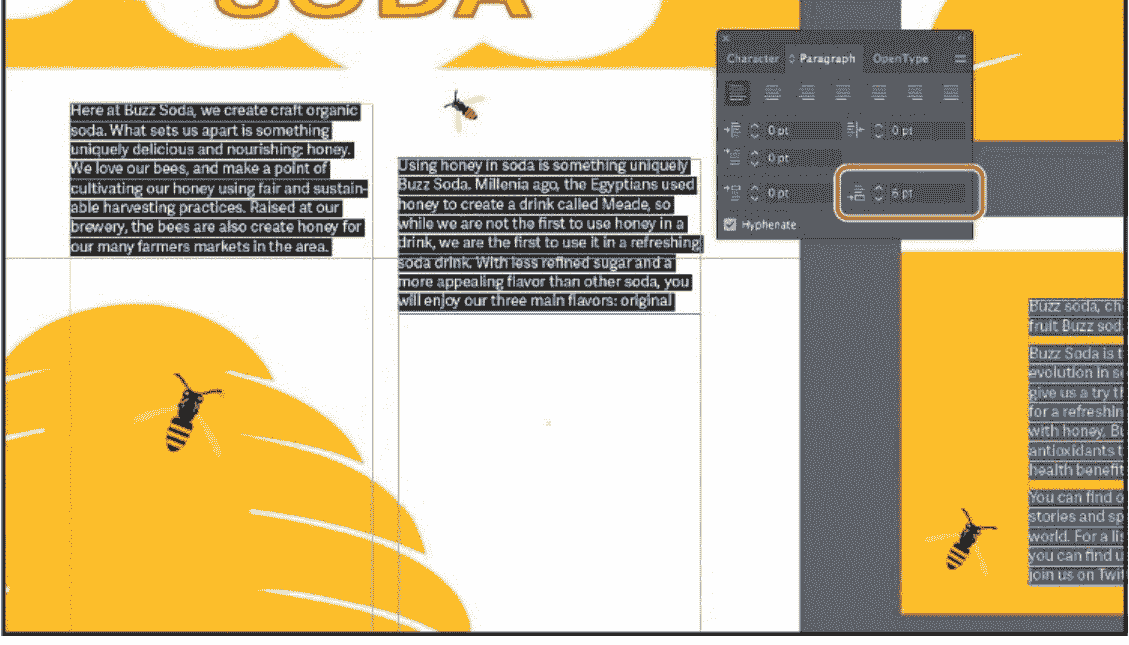 SODA
Here at Buzz Soda, we create craft organic
soda. What sets us apart is something
uniquely delicious and nourishing: honey.
We love our bees, and make a point of
cultivating our honey using fair and sustain-
able harvesting practices. Raised at our
brewery, the bees are also create honey for
our many farmers markets in the area.
Using honey in soda is something uniquely
Buzz Soda. Millenia ago, the Egyptians used
honey to create a drink called Meade, so
while we are not the first to use honey in a
drink, we are the first to use it in a refreshing
soda drink. With less refined sugar and a
more appealing flavor than other soda, you
will enjoy our three main flavors: original
Character Paragraph OpenType
0 pt 0 pt
0 pt
0 pt 6 pt
Hyphenate
Buzz soda, ch
fruit Buzz sod
Buzz Soda is t
evolution in s
give us a try t
for a refreshin
with honey, Bu
antioxidants t
health benefit
You can find o
stories and sp
world. For a lis
you can find u
join us on Twit